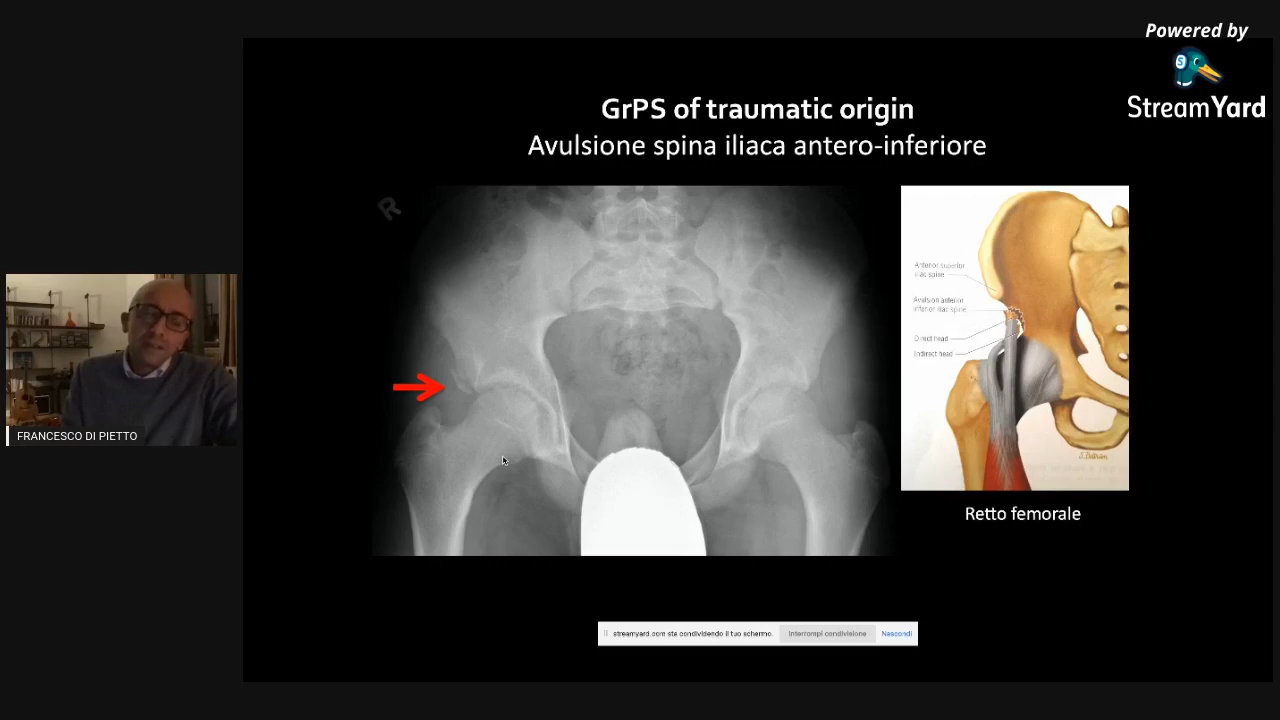 Powered by
StreamYard
GrPS of traumatic origin
Avulsione spina iliaca antero-inferiore
R
Anterior superior
iliac spine
Avulsion anterior
inferior iliac spine
Direct head
Indirect head
S. Beltrán
Retto femorale
FRANCESCO DI PIETTO
streamyard.com sta condividendo il tuo schermo.
Interrompi condivisione
Nascondi